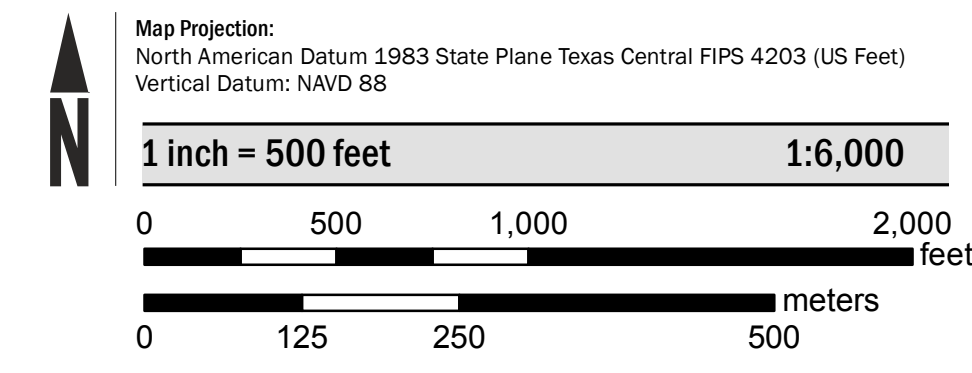 Map Projection:
North American Datum 1983 State Plane Texas Central FIPS 4203 (US Feet)
Vertical Datum: NAVD 88
N
1 inch = 500 feet 1:6,000
0 500 1,000 2,000
feet
meters
0 125 250 500